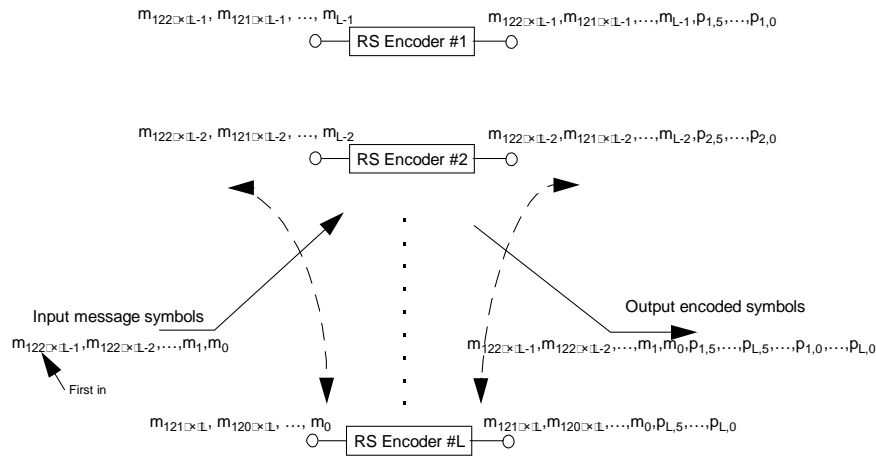 m122×L-1, m121×L-1, …, mL-1
m122×L-1,m121×L-1,…,mL-1,p1,5,…,p1,0
RS Encoder #1
m122×L-2, m121×L-2, …, mL-2
m122×L-2,m121×L-2,…,mL-2,p2,5,…,p2,0
RS Encoder #2
Input message symbols
Output encoded symbols
m122×L-1,m122×L-2,…,m1,m0
m122×L-1,m122×L-2,…,m1,m0,p1,5,…,pL,5,…,p1,0,…,pL,0
First in
m121×L, m120×L, …, m0
m121×L,m120×L,…,m0,pL,5,…,pL,0
RS Encoder #L